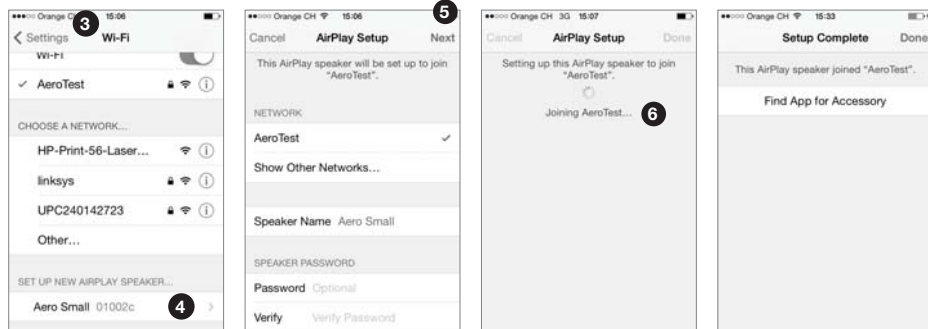 Orange C
3
15:06
Settings
Wi-Fi
Wi-Fi
AeroTest
CHOOSE A NETWORK...
HP-Print-56-Laser...
linksys
UPC240142723
Other...
SET UP NEW AIRPLAY SPEAKER...
Aero Small 01002c
4
Orange CH 15:06
5
Cancel AirPlay Setup Next
This AirPlay speaker will be set up to join
"AeroTest".
NETWORK
AeroTest
Show Other Networks...
Speaker Name Aero Small
SPEAKER PASSWORD
Password Optional
Verify Verify Password
Orange CH 3G 15:07
Cancel AirPlay Setup Done
Setting up this AirPlay speaker to join
"AeroTest".
Joining AeroTest...
6
Orange CH 15:33
Setup Complete Done
This AirPlay speaker joined "AeroTest".
Find App for Accessory